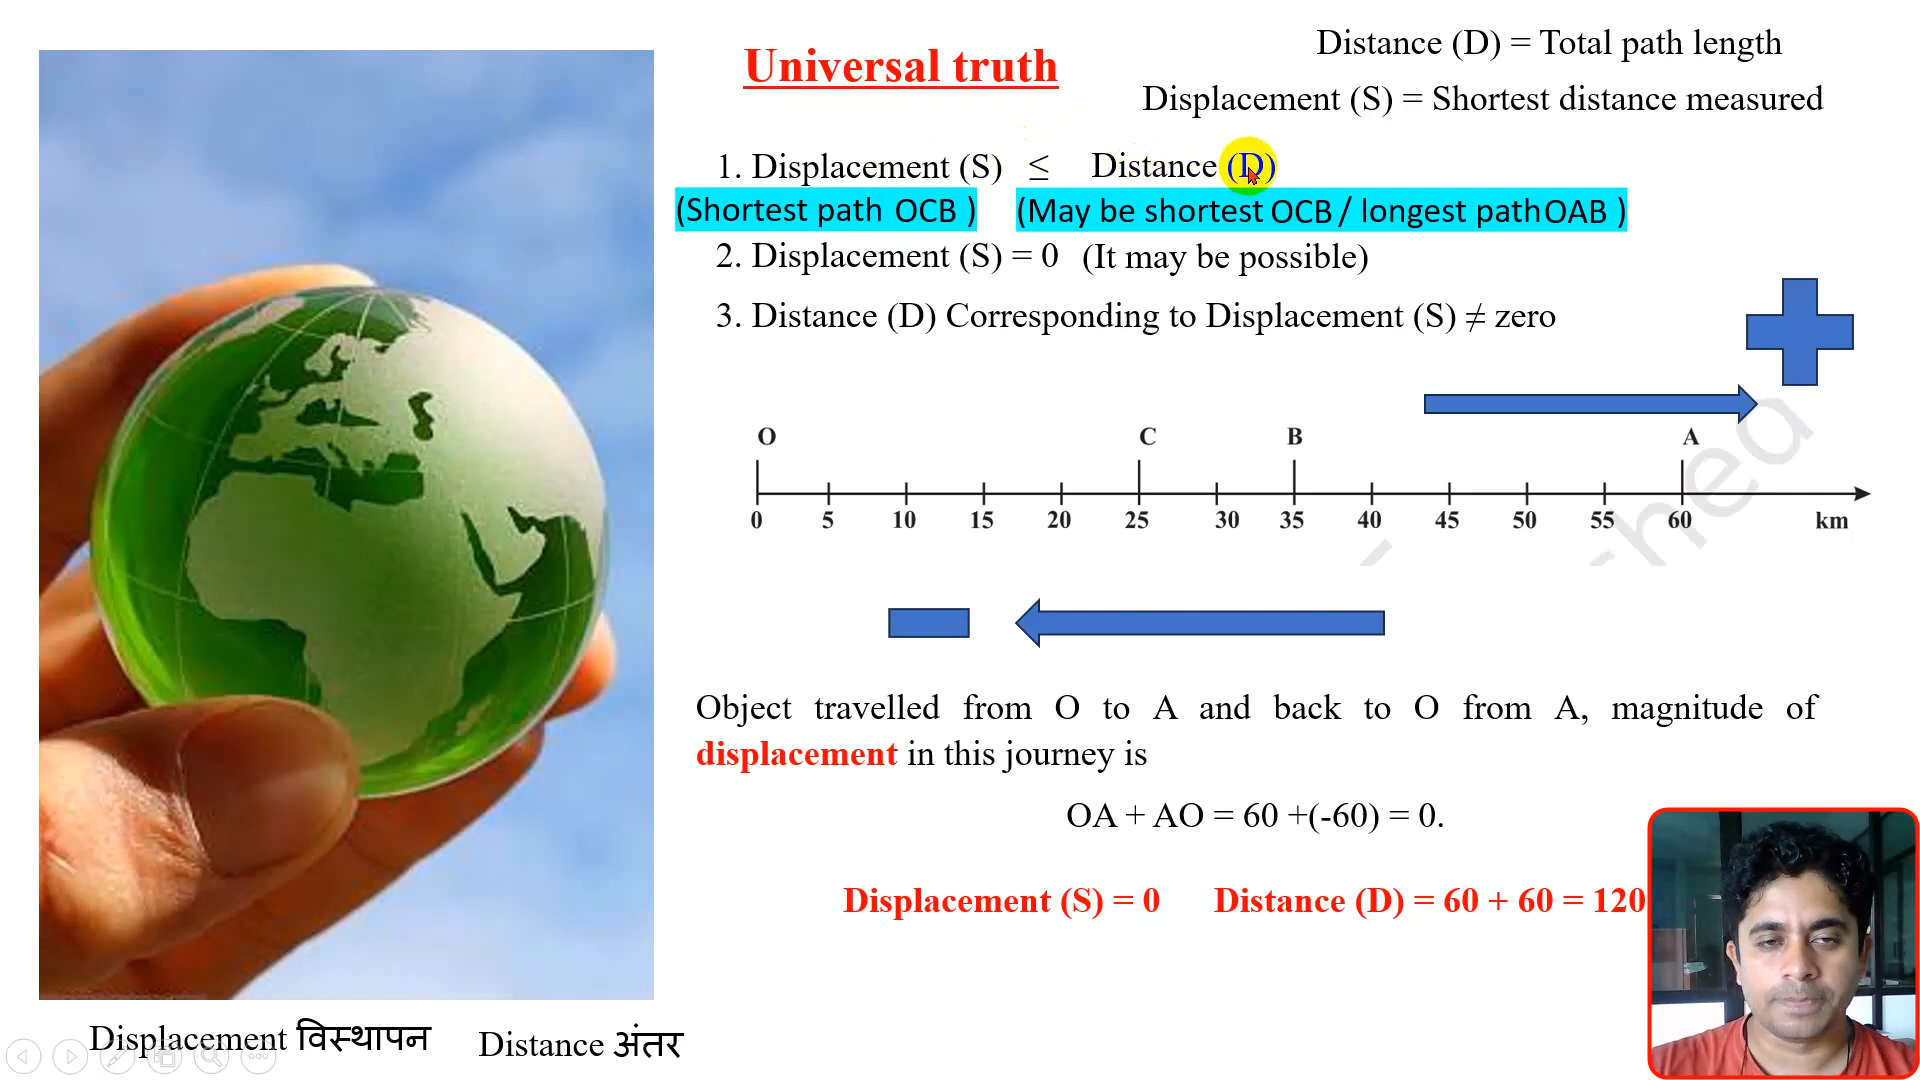 Distance (D) = Total path length
Universal truth
Displacement (S) = Shortest distance measured
1. Displacement (S) ≤ Distance (D)
(Shortest path OCB ) (May be shortest OCB / longest path OAB )
2. Displacement (S) = 0 (It may be possible)
3. Distance (D) Corresponding to Displacement (S) ≠ zero
O C B A
0 5 10 15 20 25 30 35 40 45 50 55 60 km
Object travelled from O to A and back to O from A, magnitude of
displacement in this journey is
OA + AO = 60 +(-60) = 0.
Displacement (S) = 0 Distance (D) = 60 + 60 = 120
Displacement विस्थापन Distance अंतर